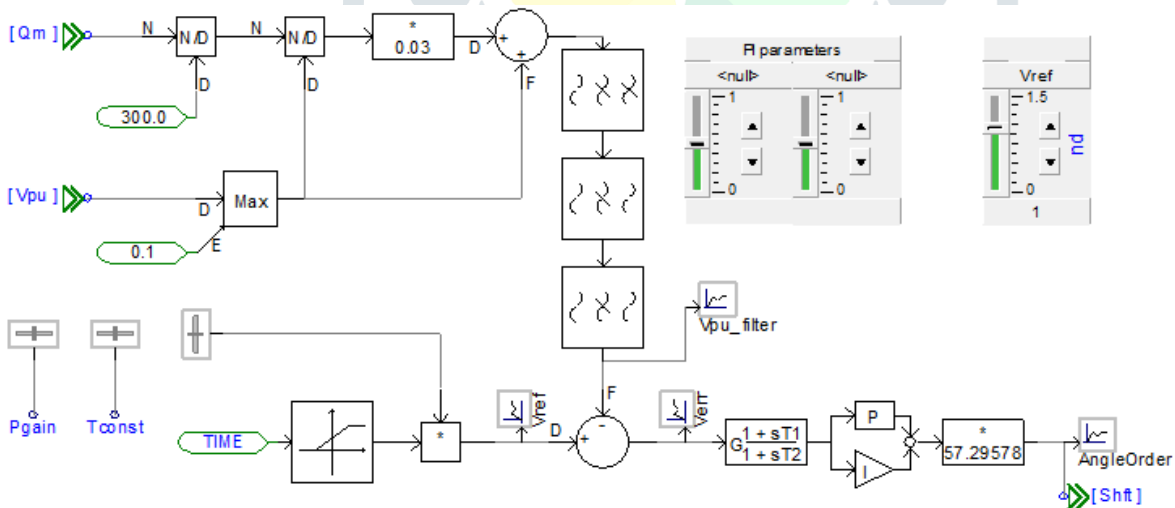 PI parameters
<null> <null>
Vref
1 1 1.5
0 0 0
pu
1
[Qm] N N/D N N/D * 0.03 D + +
D D F
300.0
[Vpu] D Max
0.1 E
Vpu_filter
Pgain Tconst
TIME * Vref D + - F Verr G 1 + sT1 P * 57.29578
1 + sT2 I
AngleOrder
[Shft]